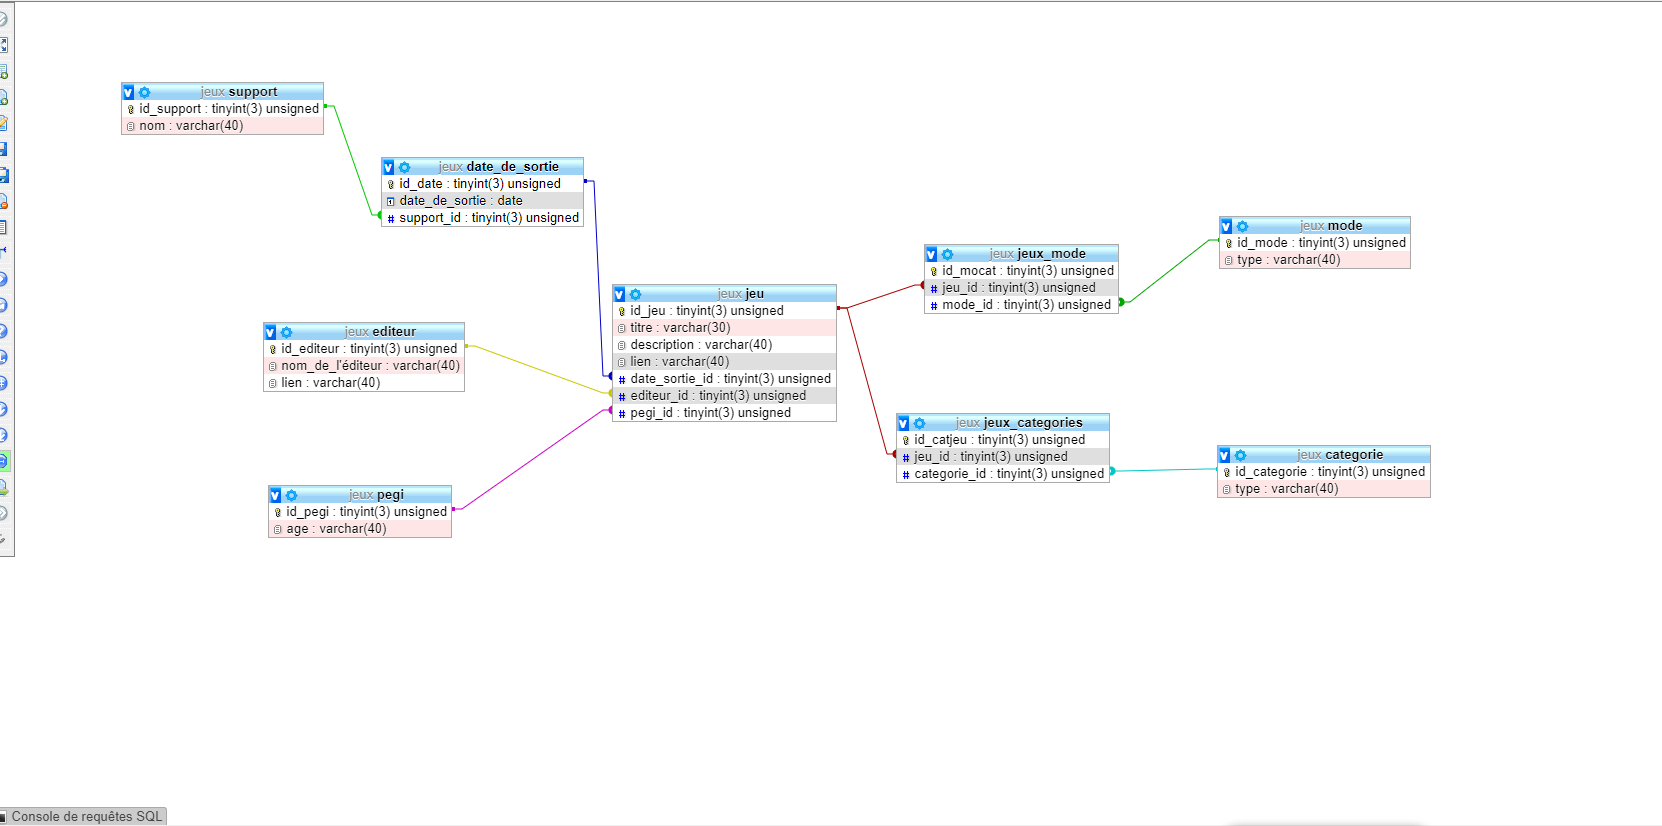 jeux support
id_support : tinyint(3) unsigned
nom : varchar(40)
jeux date_de_sortie
id_date : tinyint(3) unsigned
date_de_sortie : date
support_id : tinyint(3) unsigned
jeux mode
id_mode : tinyint(3) unsigned
type : varchar(40)
jeux jeux_mode
id_mocat : tinyint(3) unsigned
jeu_id : tinyint(3) unsigned
mode_id : tinyint(3) unsigned
jeux jeu
id_jeu : tinyint(3) unsigned
titre : varchar(30)
description : varchar(40)
lien : varchar(40)
date_sortie_id : tinyint(3) unsigned
editeur_id : tinyint(3) unsigned
pegi_id : tinyint(3) unsigned
jeux editeur
id_editeur : tinyint(3) unsigned
nom_de_l'éditeur : varchar(40)
lien : varchar(40)
jeux jeux_categories
id_catjeu : tinyint(3) unsigned
jeu_id : tinyint(3) unsigned
categorie_id : tinyint(3) unsigned
jeux categorie
id_categorie : tinyint(3) unsigned
type : varchar(40)
jeux pegi
id_pegi : tinyint(3) unsigned
age : varchar(40)
Console de requêtes SQL